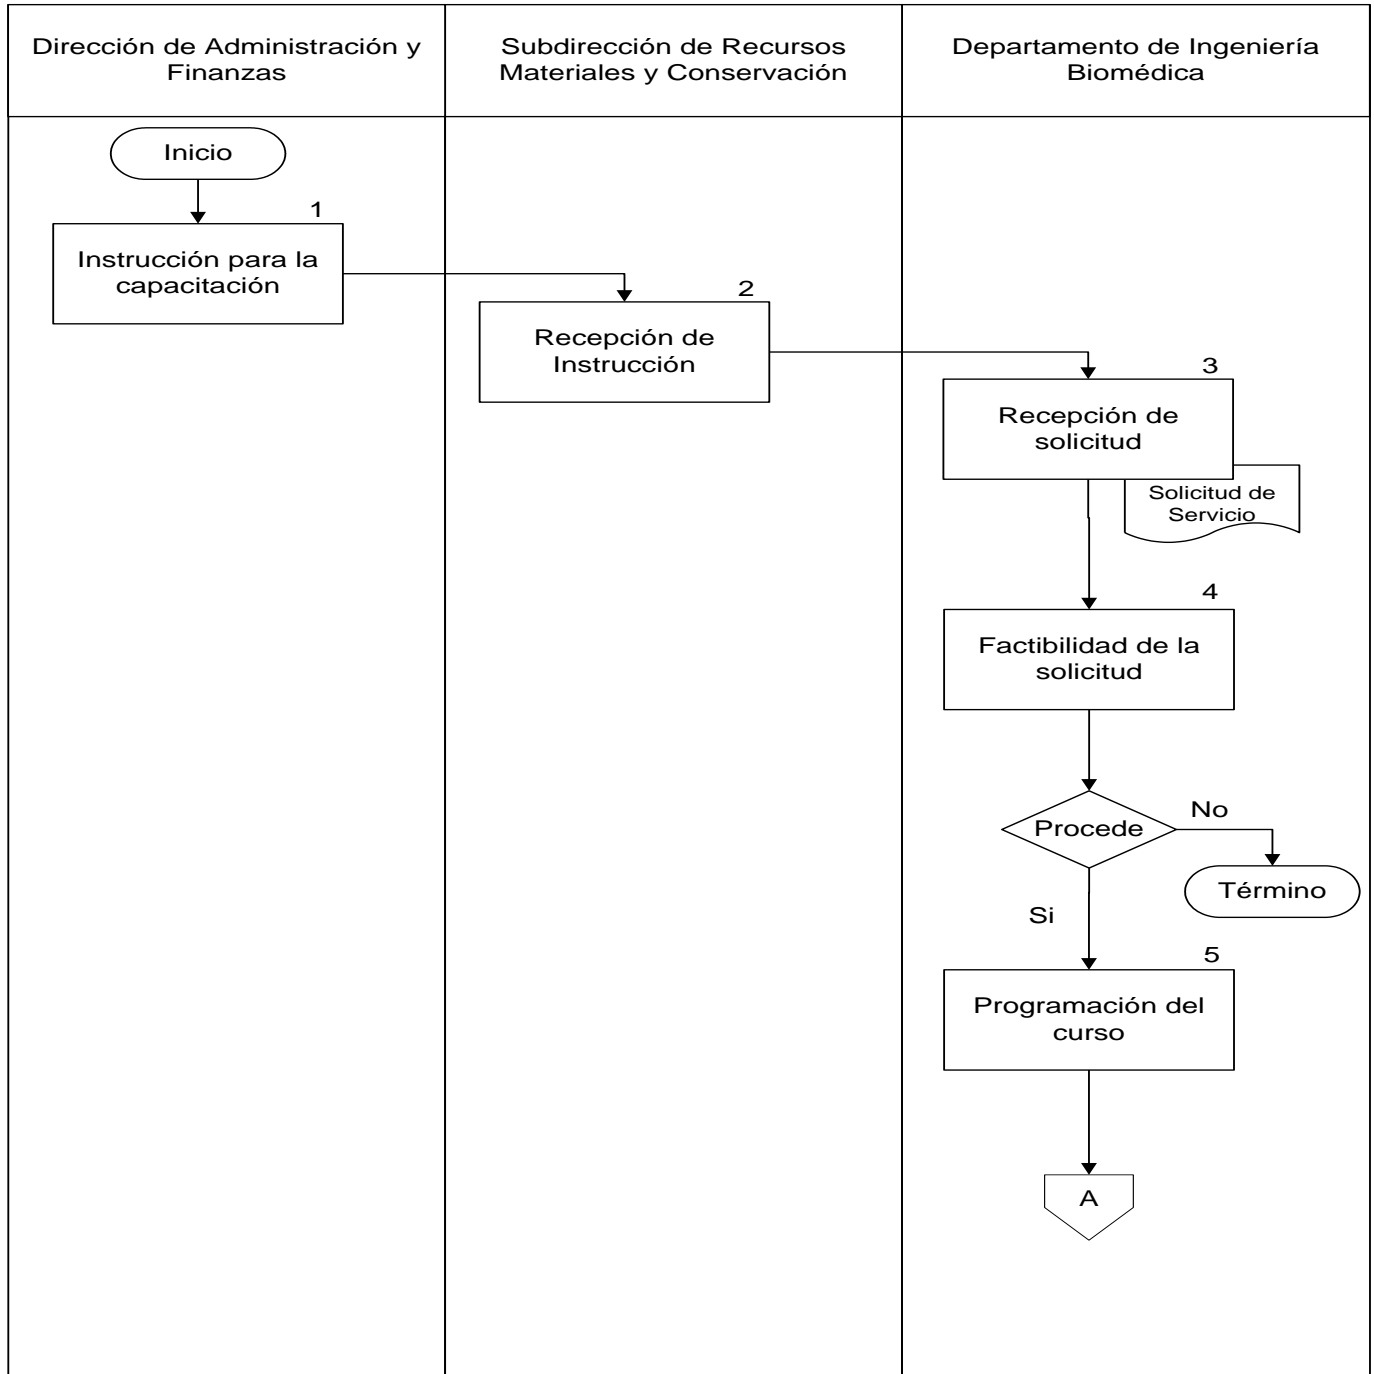 Dirección de Administración y
Finanzas
Subdirección de Recursos
Materiales y Conservación
Departamento de Ingeniería
Biomédica
Inicio
1
Instrucción para la
capacitación
2
Recepción de
Instrucción
3
Recepción de
solicitud
Solicitud de
Servicio
4
Factibilidad de la
solicitud
Procede
No
Término
Si
5
Programación del
curso
A